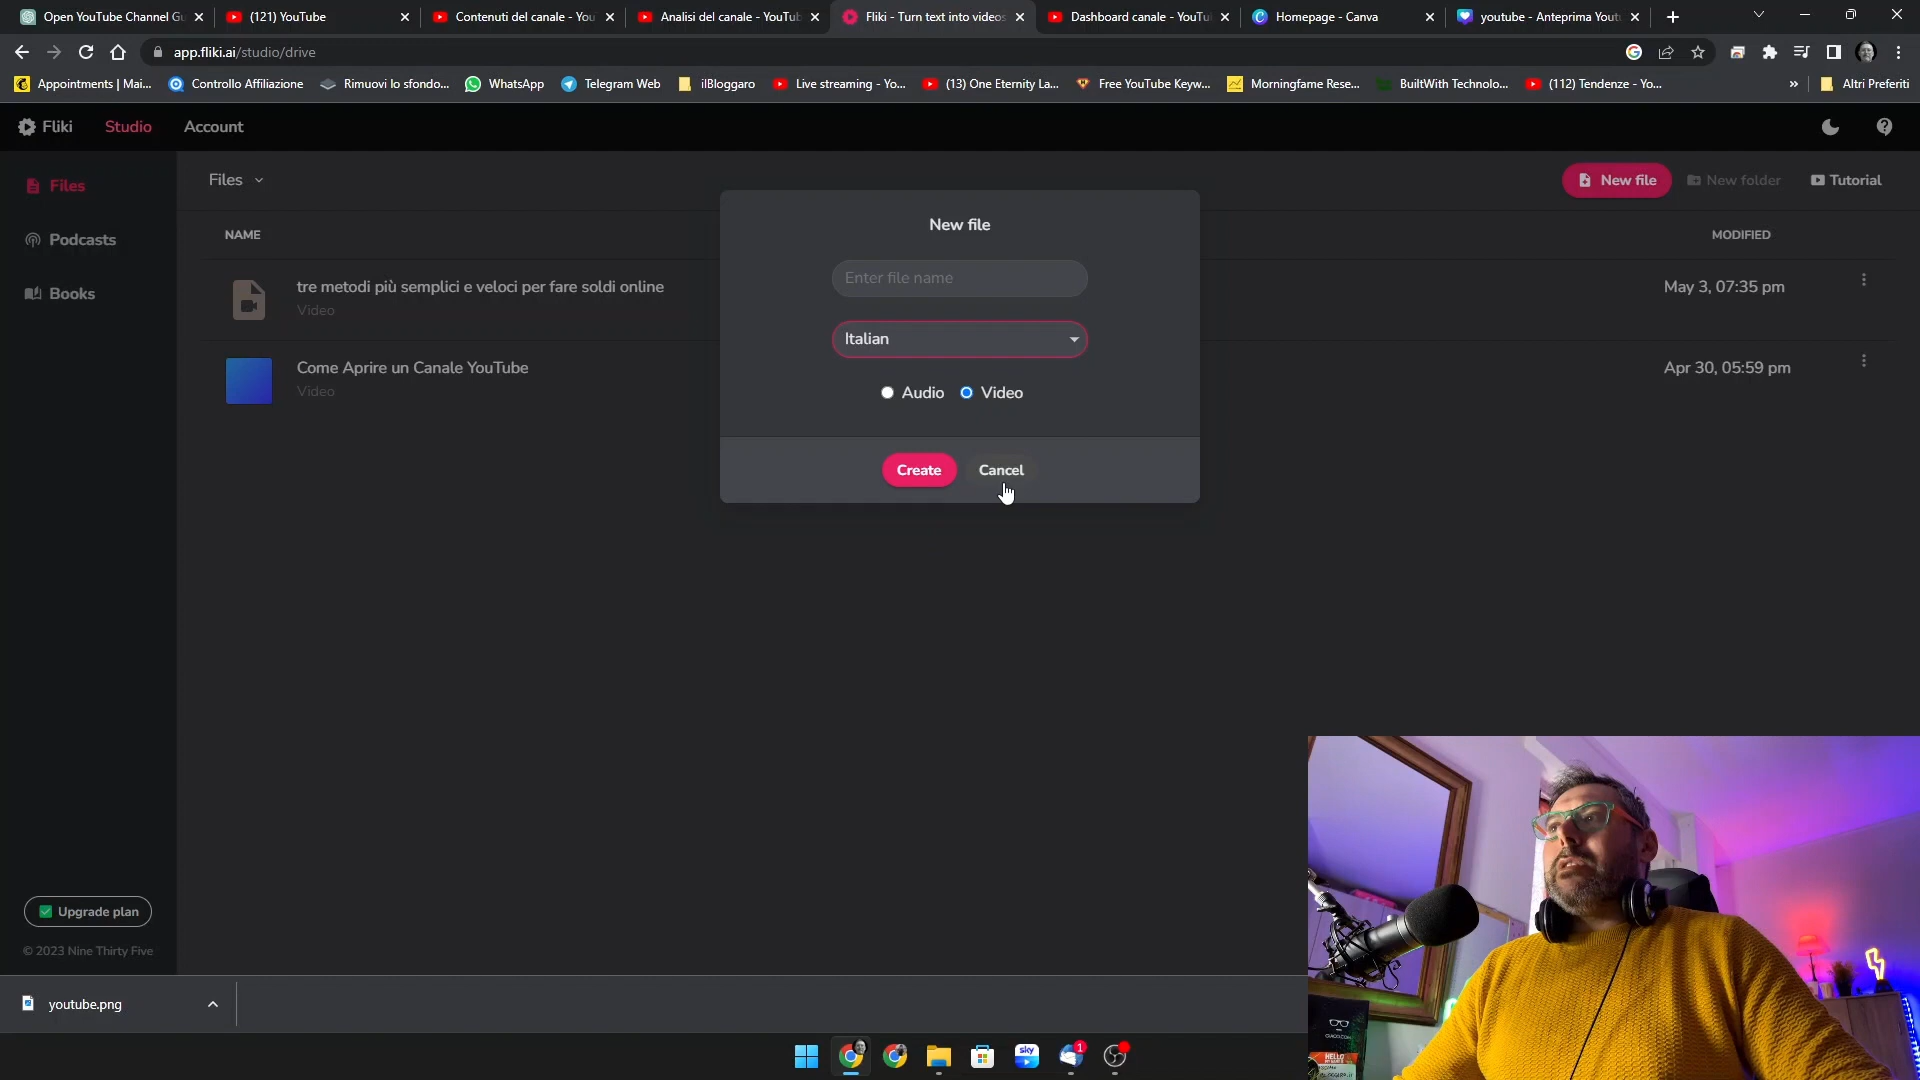 Open YouTube Channel Gu
(121) YouTube
Contenuti del canale - You
Analisi del canale - YouTub
Fliki - Turn text into videos
Dashboard canale - YouTu
Homepage - Canva
youtube - Anteprima Yout
app.fliki.ai/studio/drive
Appointments | Mai...
Controllo Affiliazione
Rimuovi lo sfondo...
WhatsApp
Telegram Web
ilBloggaro
Live streaming - Yo...
(13) One Eternity La...
Free YouTube Keyw...
Morningfame Rese...
BuiltWith Technolo...
(112) Tendenze - Yo...
»
Altri Preferiti
Fliki
Studio
Account
Files
Podcasts
Books
Files
New file
New folder
Tutorial
NAME
MODIFIED
tre metodi più semplici e veloci per fare soldi online
Video
May 3, 07:35 pm
Come Aprire un Canale YouTube
Video
Apr 30, 05:59 pm
New file
Enter file name
Italian
Audio
Video
Create
Cancel
Upgrade plan
© 2023 Nine Thirty Five
youtube.png
sky
1
HELLO